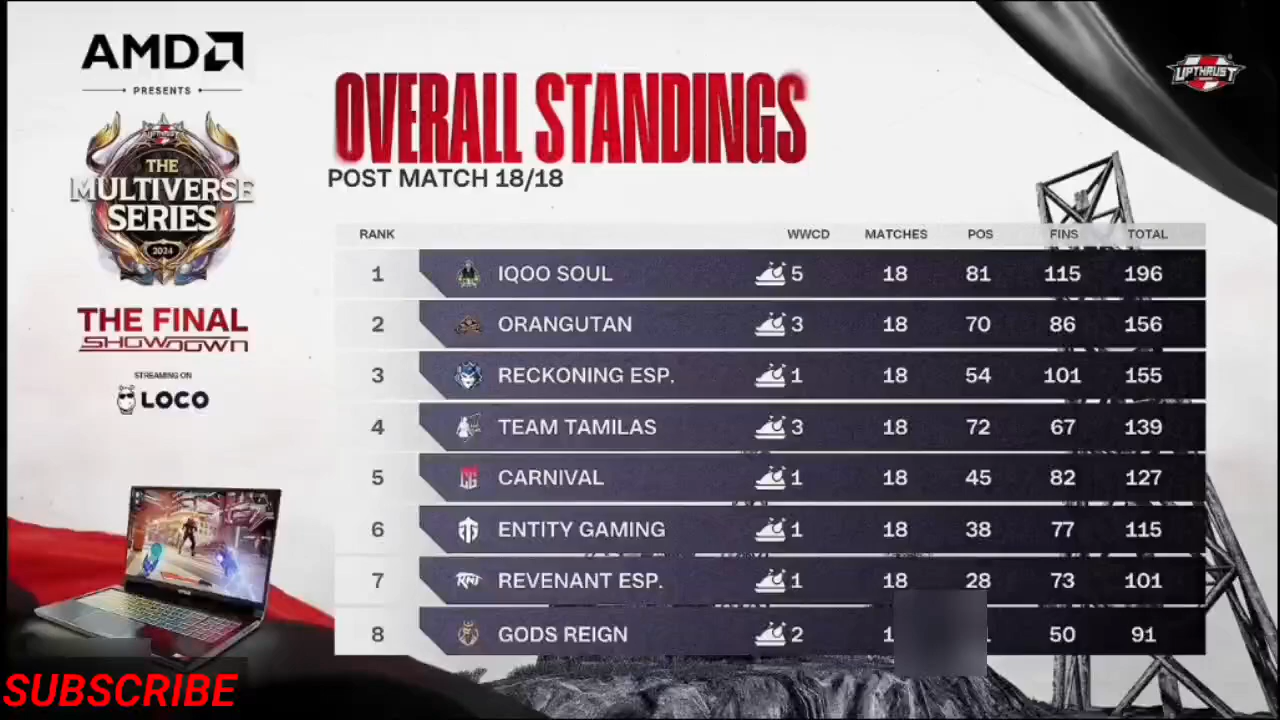 AMD
PRESENTS
UPTHRUST
THE
MULTIVERSE
SERIES
2024
THE FINAL
SHOWDOWN
STREAMING ON
LOCO
OVERALL STANDINGS
POST MATCH 18/18
RANK WWCD MATCHES POS FINS TOTAL
1 IQOO SOUL 5 18 81 115 196
2 ORANGUTAN 3 18 70 86 156
3 RECKONING ESP. 1 18 54 101 155
4 TEAM TAMILAS 3 18 72 67 139
5 CARNIVAL 1 18 45 82 127
6 ENTITY GAMING 1 18 38 77 115
7 REVENANT ESP. 1 18 28 73 101
8 GODS REIGN 2 50 91
SUBSCRIBE